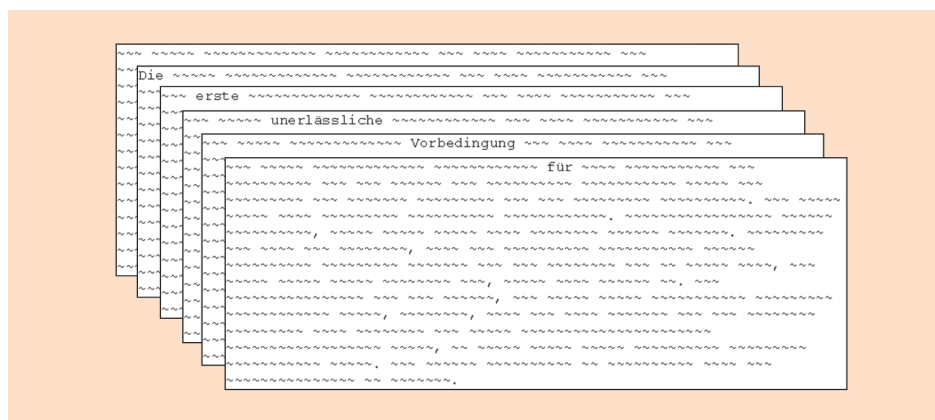 Die
erste
unerlässliche
Vorbedingung
für